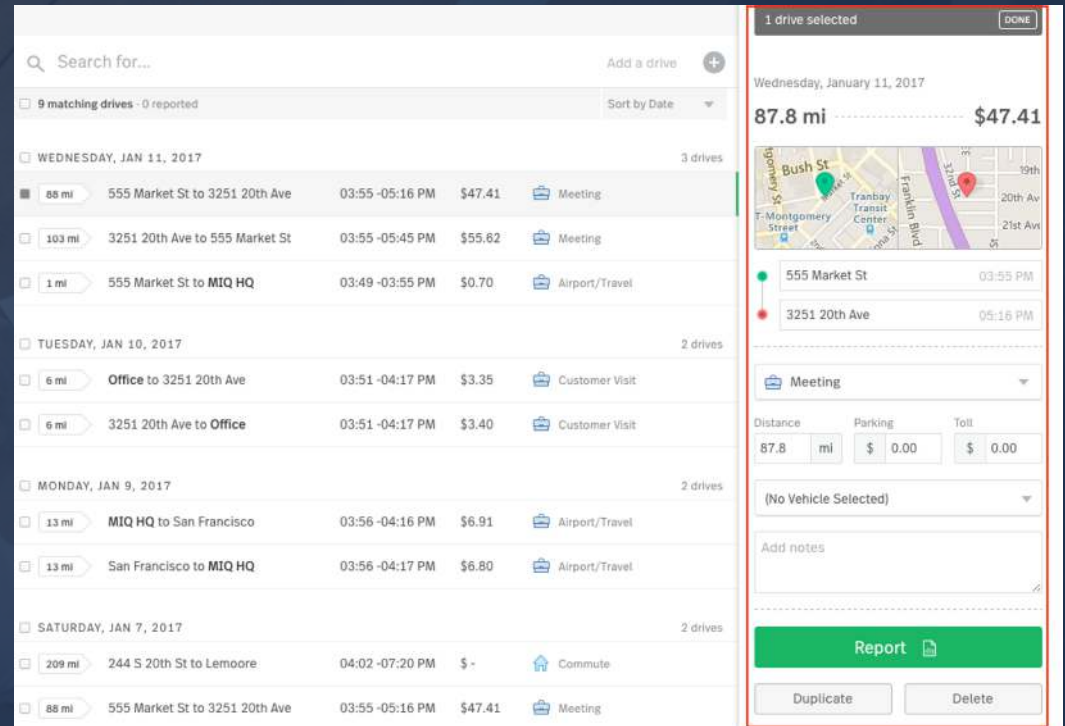 Search for...
Add a drive
9 matching drives - 0 reported
Sort by Date
WEDNESDAY, JAN 11, 2017 3 drives
88 mi 555 Market St to 3251 20th Ave 03:55 -05:16 PM $47.41 Meeting
103 mi 3251 20th Ave to 555 Market St 03:55 -05:45 PM $55.62 Meeting
1 mi 555 Market St to MIQ HQ 03:49 -03:55 PM $0.70 Airport/Travel
TUESDAY, JAN 10, 2017 2 drives
6 mi Office to 3251 20th Ave 03:51 -04:17 PM $3.35 Customer Visit
6 mi 3251 20th Ave to Office 03:51 -04:17 PM $3.40 Customer Visit
MONDAY, JAN 9, 2017 2 drives
13 mi MIQ HQ to San Francisco 03:56 -04:16 PM $6.91 Airport/Travel
13 mi San Francisco to MIQ HQ 03:56 -04:17 PM $6.80 Airport/Travel
SATURDAY, JAN 7, 2017 2 drives
209 mi 244 S 20th St to Lemoore 04:02 -07:20 PM $ - Commute
88 mi 555 Market St to 3251 20th Ave 03:55 -05:16 PM $47.41 Meeting
1 drive selected DONE
Wednesday, January 11, 2017
87.8 mi $47.41
Bush St
Tranbay
Transit
Center
T-Montgomery
Street
Franklin Blvd
32nd
19th
20th Av
21st Ave
555 Market St 03:55 PM
3251 20th Ave 05:16 PM
Meeting
Distance Parking Toll
87.8 mi $ 0.00 $ 0.00
(No Vehicle Selected)
Add notes
Report
Duplicate Delete